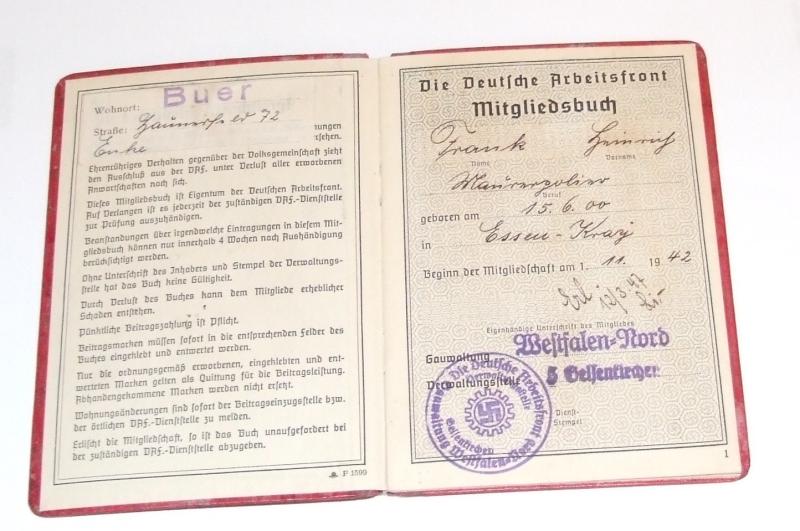 Buer
Wohnort:
Straße: 72
ungen
sehen.
Ehrenrühriges Verhalten gegenüber der Volksgemeinschaft zieht
den Ausschluß aus der DAF. unter Verlust aller erworbenen
Anwartschaften nach sich.
Dieses Mitgliedsbuch ist Eigentum der Deutschen Arbeitsfront.
Auf Verlangen ist es jederzeit der zuständigen DAF.-Dienststelle
zur Prüfung auszuhändigen.
Beanstandungen über irgendwelche Eintragungen in diesem Mit-
gliedsbuch können nur innerhalb 4 Wochen nach Aushändigung
berücksichtigt werden.
Ohne Unterschrift des Inhabers und Stempel der Verwaltungs-
stelle hat das Buch keine Gültigkeit.
Durch Verlust des Buches kann dem Mitgliede erheblicher
Schaden entstehen.
Pünktliche Beitragszahlung ist Pflicht.
Beitragsmarken müssen sofort in die entsprechenden Felder des
Buches eingeklebt und entwertet werden.
Nur die ordnungsgemäß erworbenen, eingeklebten und ent-
werteten Marken gelten als Quittung für die Beitragsleistung.
Abhandengekommene Marken werden nicht ersetzt.
Wohnungsänderungen sind sofort der Beitragseinzugsstelle bzw.
der örtlichen DAF.-Dienststelle zu melden.
Erlischt die Mitgliedschaft, so ist das Buch unaufgefordert bei
der zuständigen DAF.-Dienststelle abzugeben.
P 1599
Die Deutsche Arbeitsfront
Mitgliedsbuch
Frank Heinrich
Name Vorname
Maurerpolier
Beruf
geboren am 15. 6. 00
in Essen-Kray
Beginn der Mitgliedschaft am 1. 11. 1942
Eigenhändige Unterschrift des Mitgliedes
Gauwaltung Westfalen-Nord
Verwaltungsstelle 5 Gelsenkirchen
Die Deutsche Arbeitsfront
Verwaltungsstelle
Gelsenkirchen
Gauwaltung Westfalen-Nord
Dienst-
Stempel
1